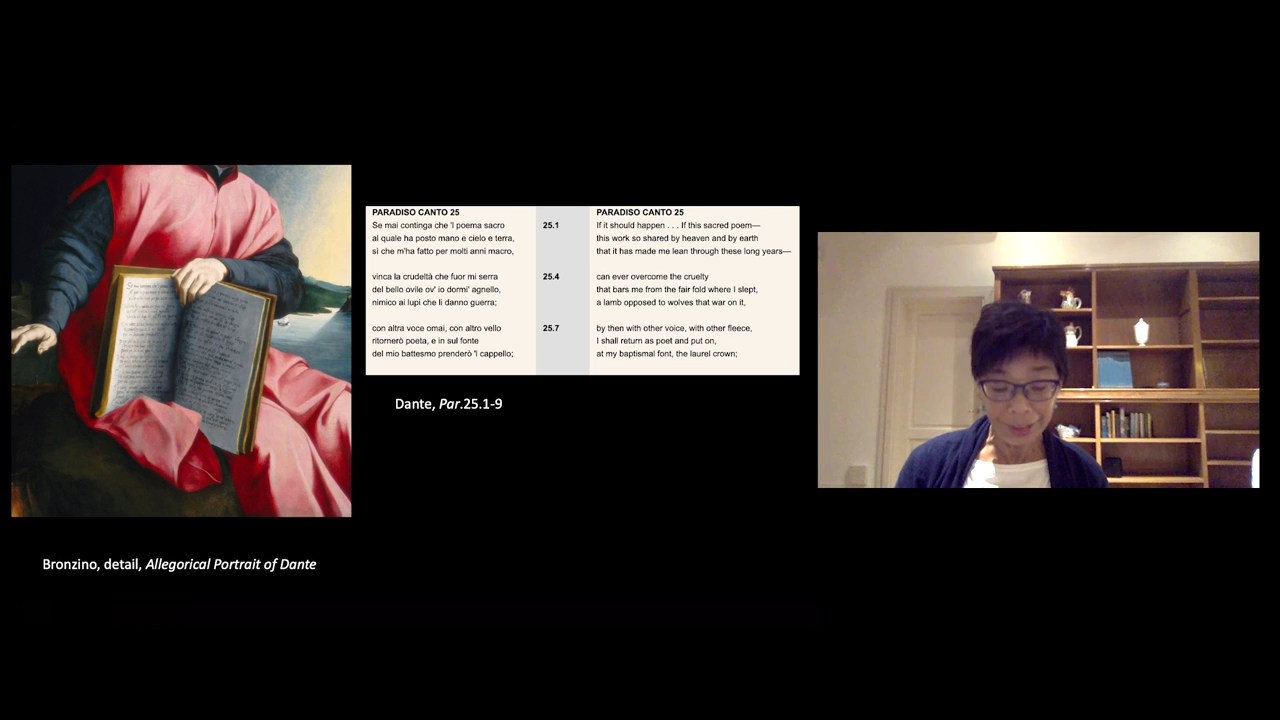 PARADISO CANTO 25
Se mai continga che 'l poema sacro
al quale ha posto mano e cielo e terra,
sì che m'ha fatto per molti anni macro,
vinca la crudeltà che fuor mi serra
del bello ovile ov' io dormi' agnello,
nimico ai lupi che li danno guerra;
con altra voce omai, con altro vello
ritornerò poeta, e in sul fonte
del mio battesmo prenderò 'l cappello;
25.1
25.4
25.7
PARADISO CANTO 25
If it should happen . . . If this sacred poem—
this work so shared by heaven and by earth
that it has made me lean through these long years—
can ever overcome the cruelty
that bars me from the fair fold where I slept,
a lamb opposed to wolves that war on it,
by then with other voice, with other fleece,
I shall return as poet and put on,
at my baptismal font, the laurel crown;
Dante, Par.25.1-9
Bronzino, detail, Allegorical Portrait of Dante